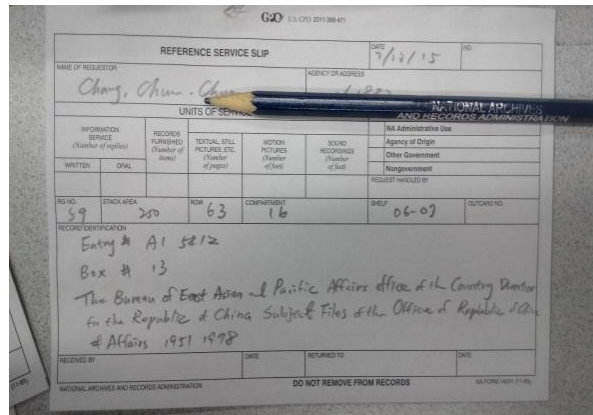 GPO U.S. GPO: 2011-366-471
REFERENCE SERVICE SLIP
DATE
NO.
7/13/15
NAME OF REQUESTOR
AGENCY OR ADDRESS
Chang, Chun-
UNITS OF SERVICE
NATIONAL ARCHIVES
AND RECORDS ADMINISTRATION
INFORMATION SERVICE (Number of replies)
WRITTEN
ORAL
RECORDS FURNISHED (Number of items)
TEXTUAL, STILL PICTURES, ETC. (Number of pages)
MOTION PICTURES (Number of feet)
SOUND RECORDINGS (Number of feet)
NA Administrative Use
Agency of Origin
Other Government
Nongovernment
REQUEST HANDLED BY
RG NO.
STACK AREA
ROW
COMPARTMENT
SHELF
OUTCARD NO.
59
250
63
16
06-07
RECORD IDENTIFICATION
Entry # A1 5412
Box # 13
The Bureau of East Asian and Pacific Affairs office of the Country Director
for the Republic of China Subject Files of the Office of Republic of China
Affairs 1951 1978
RECEIVED BY
DATE
RETURNED TO
DATE
NATIONAL ARCHIVES AND RECORDS ADMINISTRATION
DO NOT REMOVE FROM RECORDS
NA FORM 14001 (11-85)
(11-85)